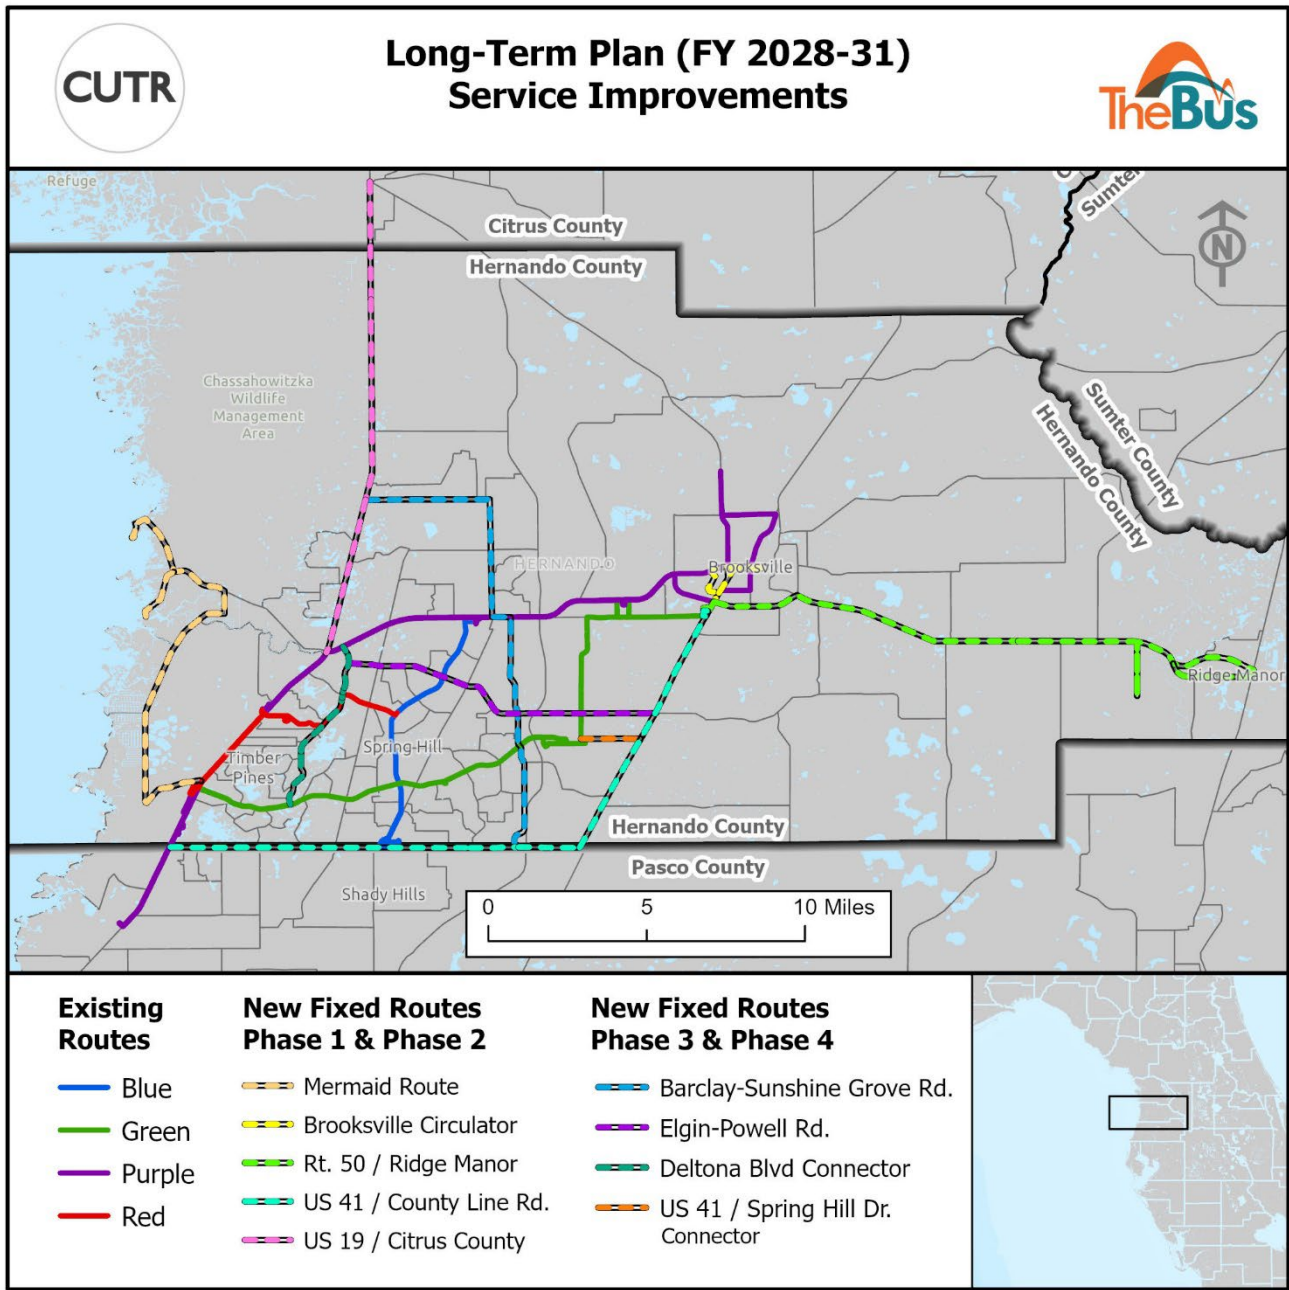 CUTR
Long-Term Plan (FY 2028-31)
Service Improvements
TheBus
Refuge
Sumter
Citrus County
Hernando County
N
Chassahowitzka
Wildlife
Management
Area
Sumter County
Hernando County
HERNANDO
Brooksville
Ridge Manor
Spring Hill
Timber
Pines
Hernando County
Pasco County
Shady Hills
0 5 10 Miles
Existing
Routes
Blue
Green
Purple
Red
New Fixed Routes
Phase 1 & Phase 2
Mermaid Route
Brooksville Circulator
Rt. 50 / Ridge Manor
US 41 / County Line Rd.
US 19 / Citrus County
New Fixed Routes
Phase 3 & Phase 4
Barclay-Sunshine Grove Rd.
Elgin-Powell Rd.
Deltona Blvd Connector
US 41 / Spring Hill Dr.
Connector